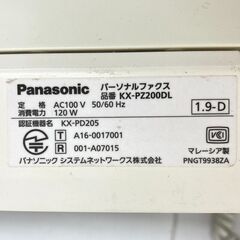 Panasonic パーソナルファクス
品番 KX-PZ200DL
定 格 AC100 V 50/60 Hz
消費電力 120 W
1.9-D
認証機器名 KX-PD205
T A16-0017001
R 001-A07015
VCI
パナソニック システムネットワークス株式会社
マレーシア製
PNGT9938ZA